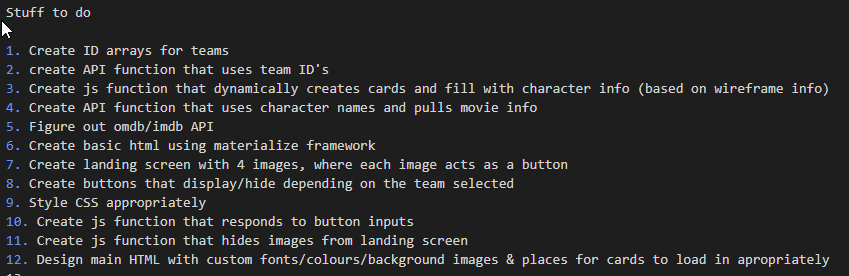 Stuff to do
1. Create ID arrays for teams
2. create API function that uses team ID's
3. Create js function that dynamically creates cards and fill with character info (based on wireframe info)
4. Create API function that uses character names and pulls movie info
5. Figure out omdb/imdb API
6. Create basic html using materialize framework
7. Create landing screen with 4 images, where each image acts as a button
8. Create buttons that display/hide depending on the team selected
9. Style CSS appropriately
10. Create js function that responds to button inputs
11. Create js function that hides images from landing screen
12. Design main HTML with custom fonts/colours/background images & places for cards to load in apropriately